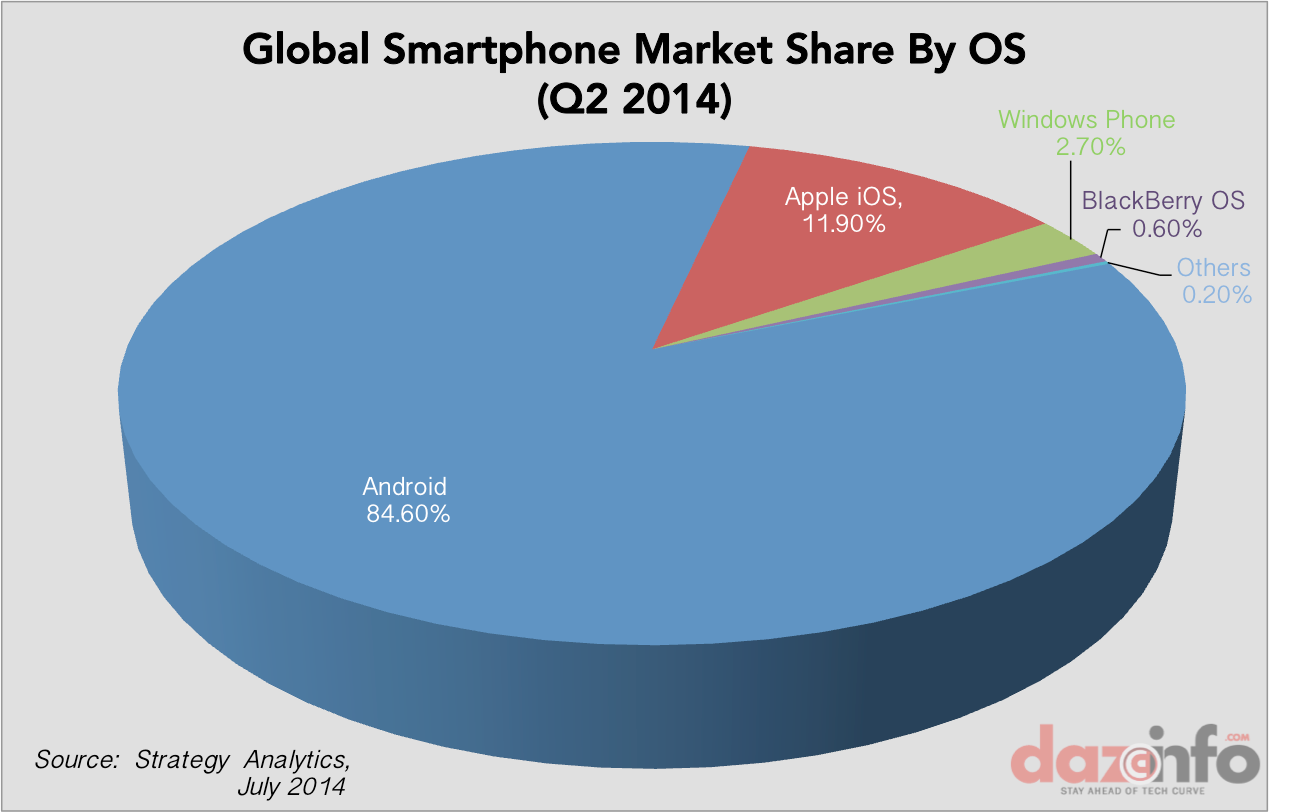 Global Smartphone Market Share By OS
(Q2 2014)
Windows Phone
2.70%
Apple iOS,
11.90%
BlackBerry OS
0.60%
Others
0.20%
Android
84.60%
Source: Strategy Analytics,
July 2014
dazeinfo
.COM
STAY AHEAD OF TECH CURVE